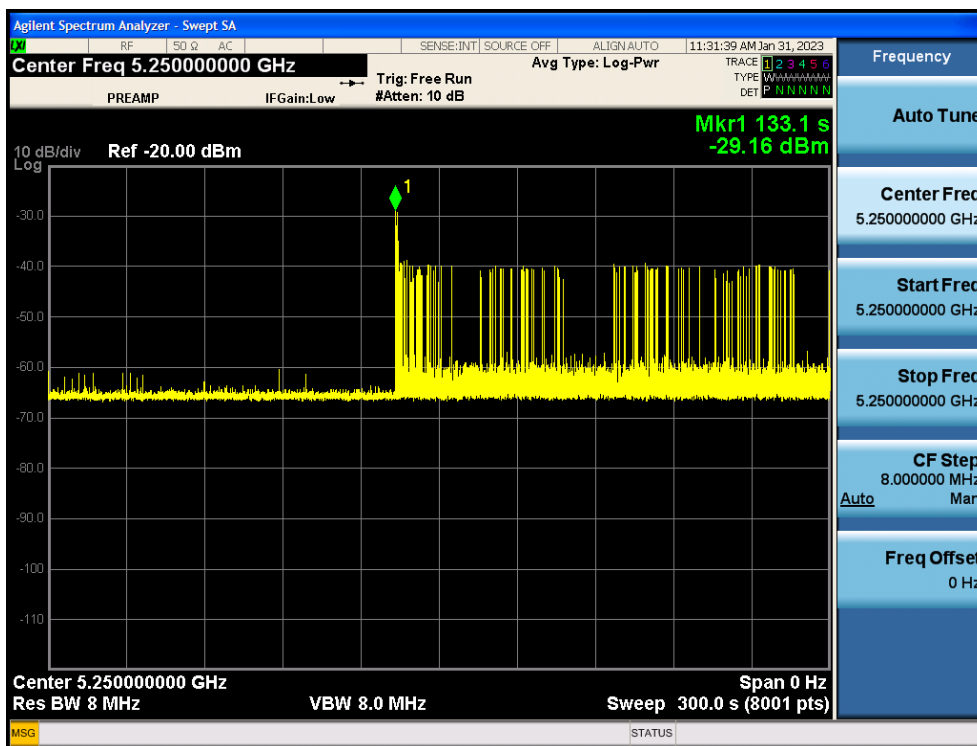 Agilent Spectrum Analyzer - Swept SA
LXI RF 50 Ω AC SENSE:INT SOURCE OFF ALIGN AUTO 11:31:39 AM Jan 31, 2023
Center Freq 5.250000000 GHz
PREAMP IFGain:Low
Trig: Free Run
#Atten: 10 dB
Avg Type: Log-Pwr
TRACE 1 2 3 4 5 6
TYPE W
DET P N N N N N
Mkr1 133.1 s
-29.16 dBm
10 dB/div Ref -20.00 dBm
Log
1
-30.0
-40.0
-50.0
-60.0
-70.0
-80.0
-90.0
-100
-110
Center 5.250000000 GHz Span 0 Hz
Res BW 8 MHz VBW 8.0 MHz Sweep 300.0 s (8001 pts)
MSG STATUS
Frequency
Auto Tune
Center Freq
5.250000000 GHz
Start Freq
5.250000000 GHz
Stop Freq
5.250000000 GHz
CF Step
8.000000 MHz
Auto Man
Freq Offset
0 Hz